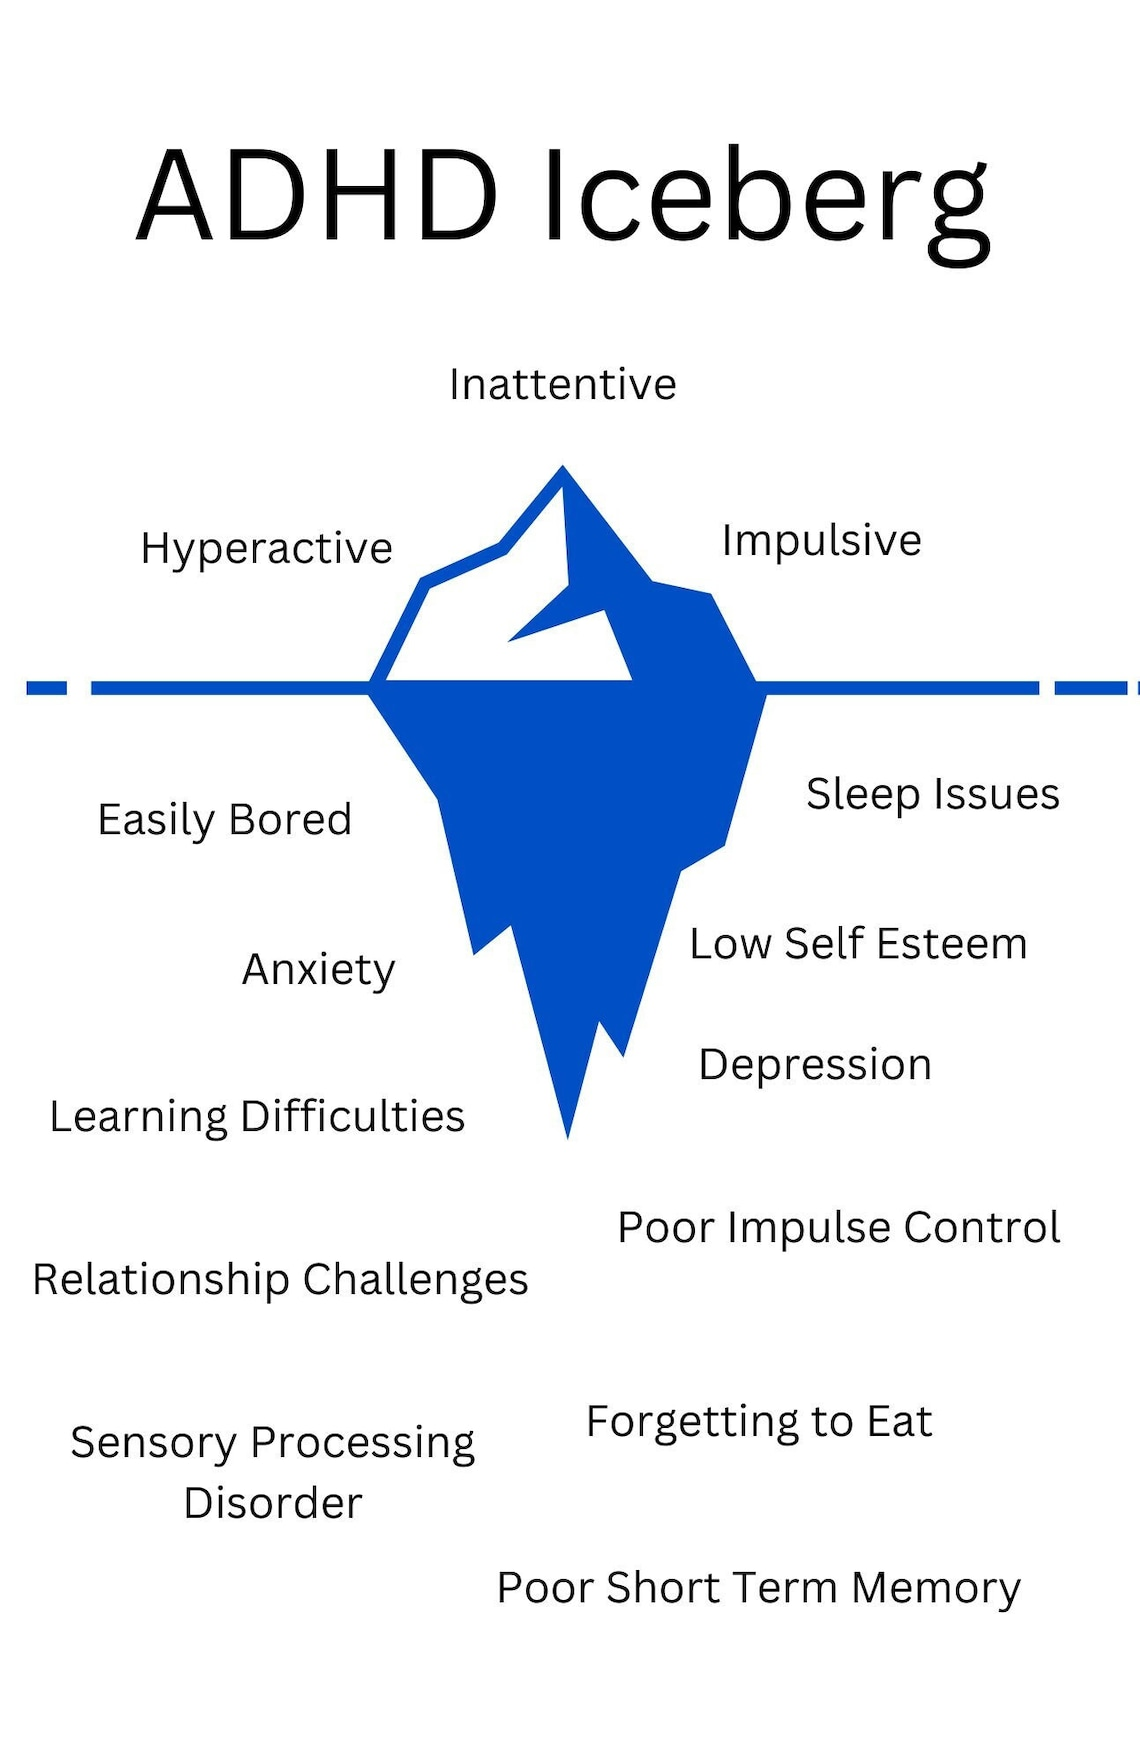 ADHD Iceberg
Inattentive
Hyperactive
Impulsive
Easily Bored
Sleep Issues
Anxiety
Low Self Esteem
Learning Difficulties
Depression
Relationship Challenges
Poor Impulse Control
Sensory Processing
Disorder
Forgetting to Eat
Poor Short Term Memory